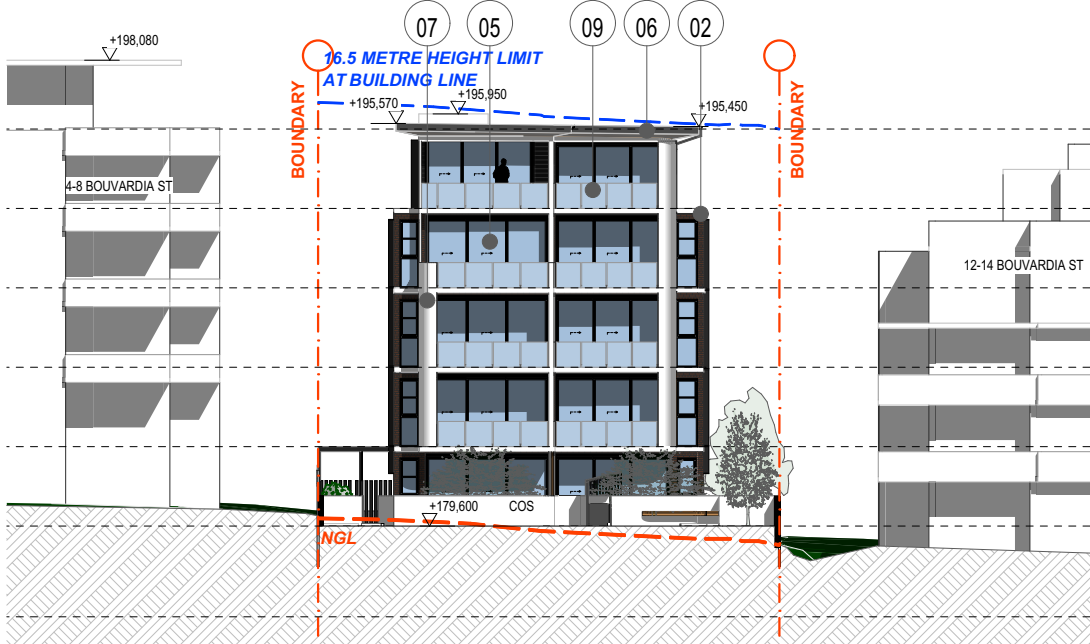 07 05 09 06 02
+198,080
16.5 METRE HEIGHT LIMIT
AT BUILDING LINE
+195,950
+195,570
+195,450
BOUNDARY
BOUNDARY
4-8 BOUVARDIA ST
12-14 BOUVARDIA ST
+179,600
COS
NGL